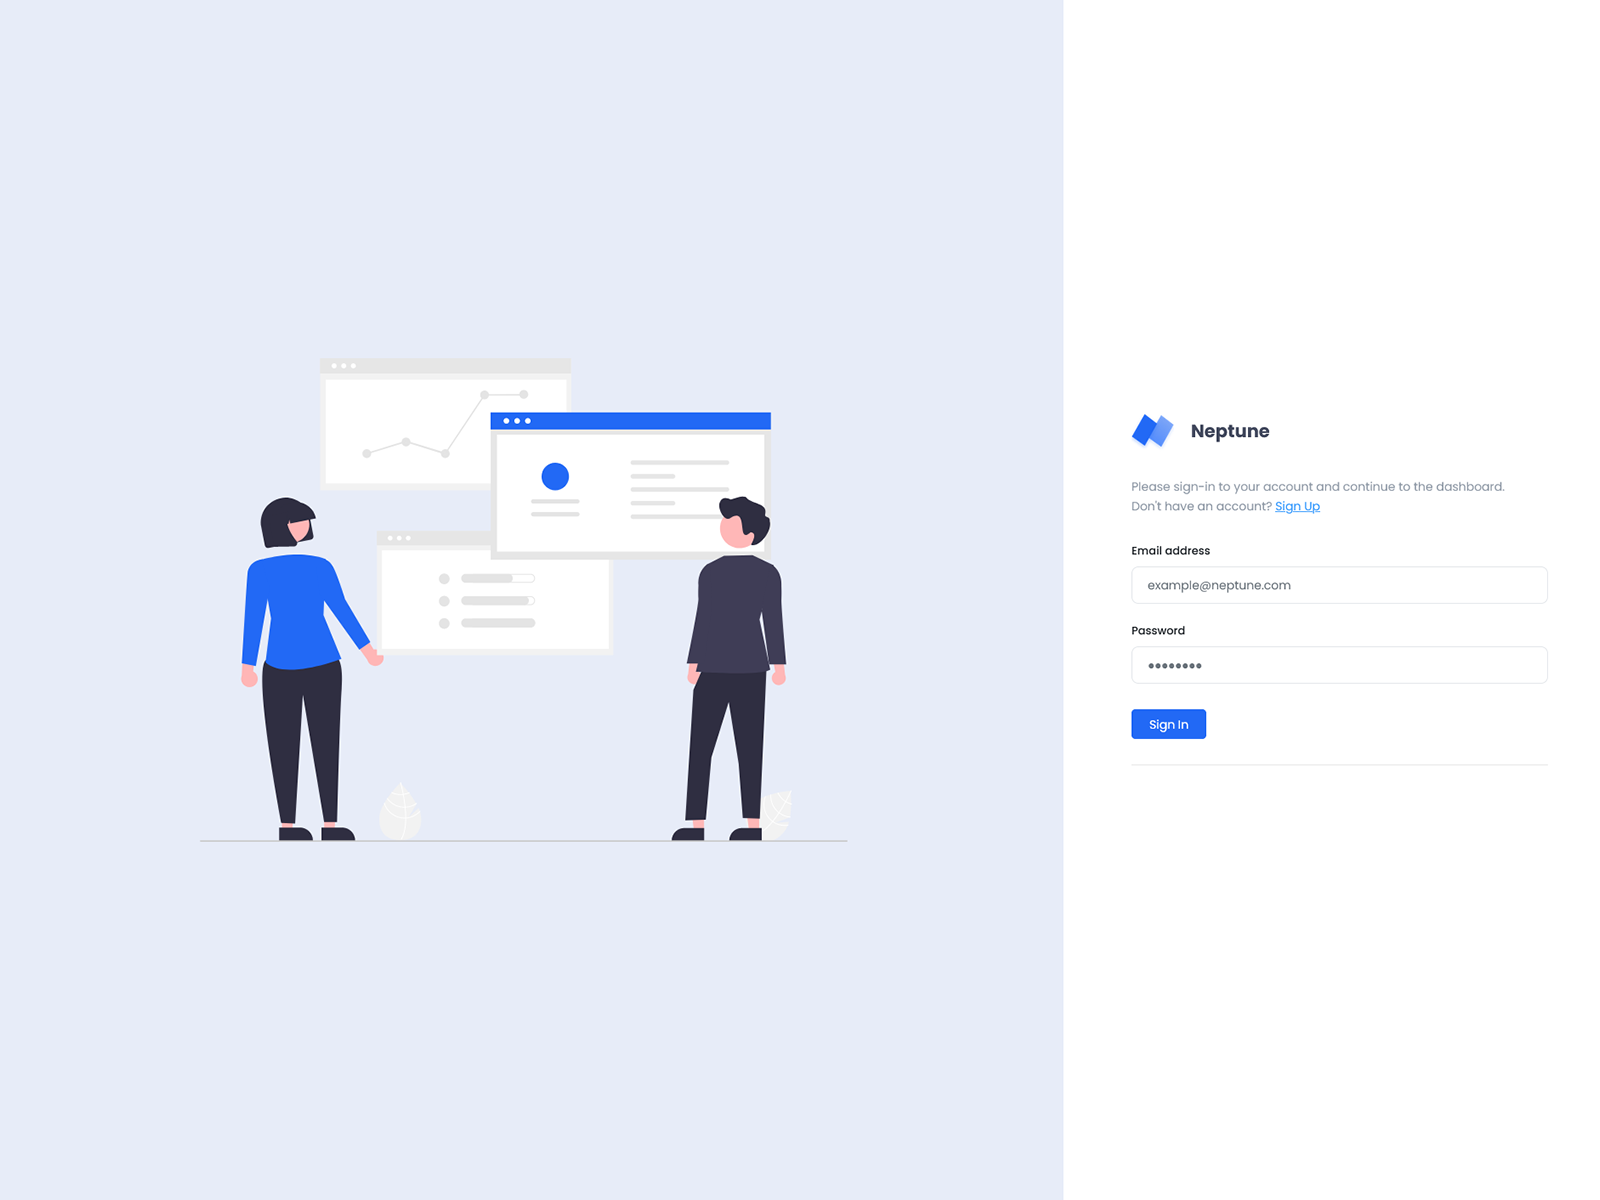 Neptune
Please sign-in to your account and continue to the dashboard.
Don't have an account? Sign Up
Email address
example@neptune.com
Password
●●●●●●●●
Sign In